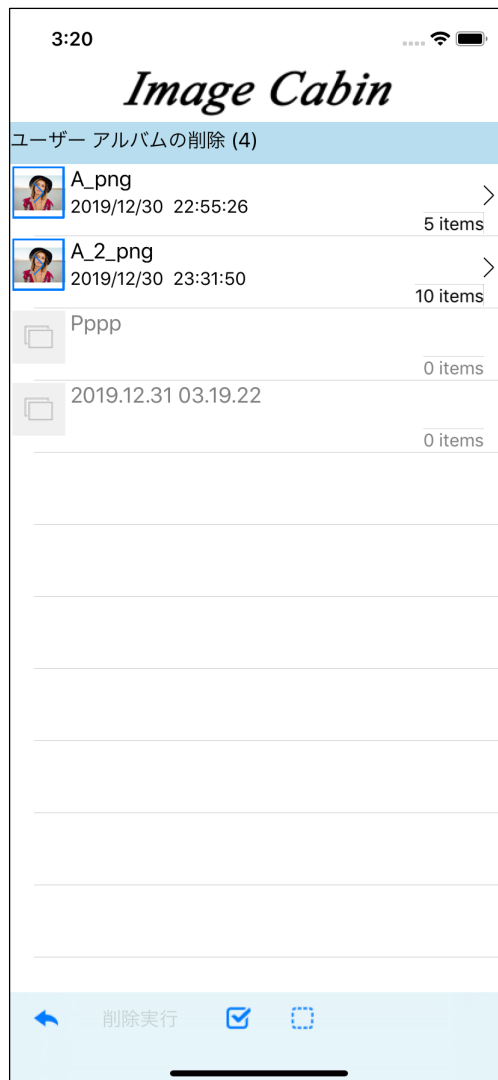 3:20
Image Cabin
ユーザー アルバムの削除 (4)
A_png
2019/12/30 22:55:26
5 items
A_2_png
2019/12/30 23:31:50
10 items
Pppp
0 items
2019.12.31 03.19.22
0 items
削除実行